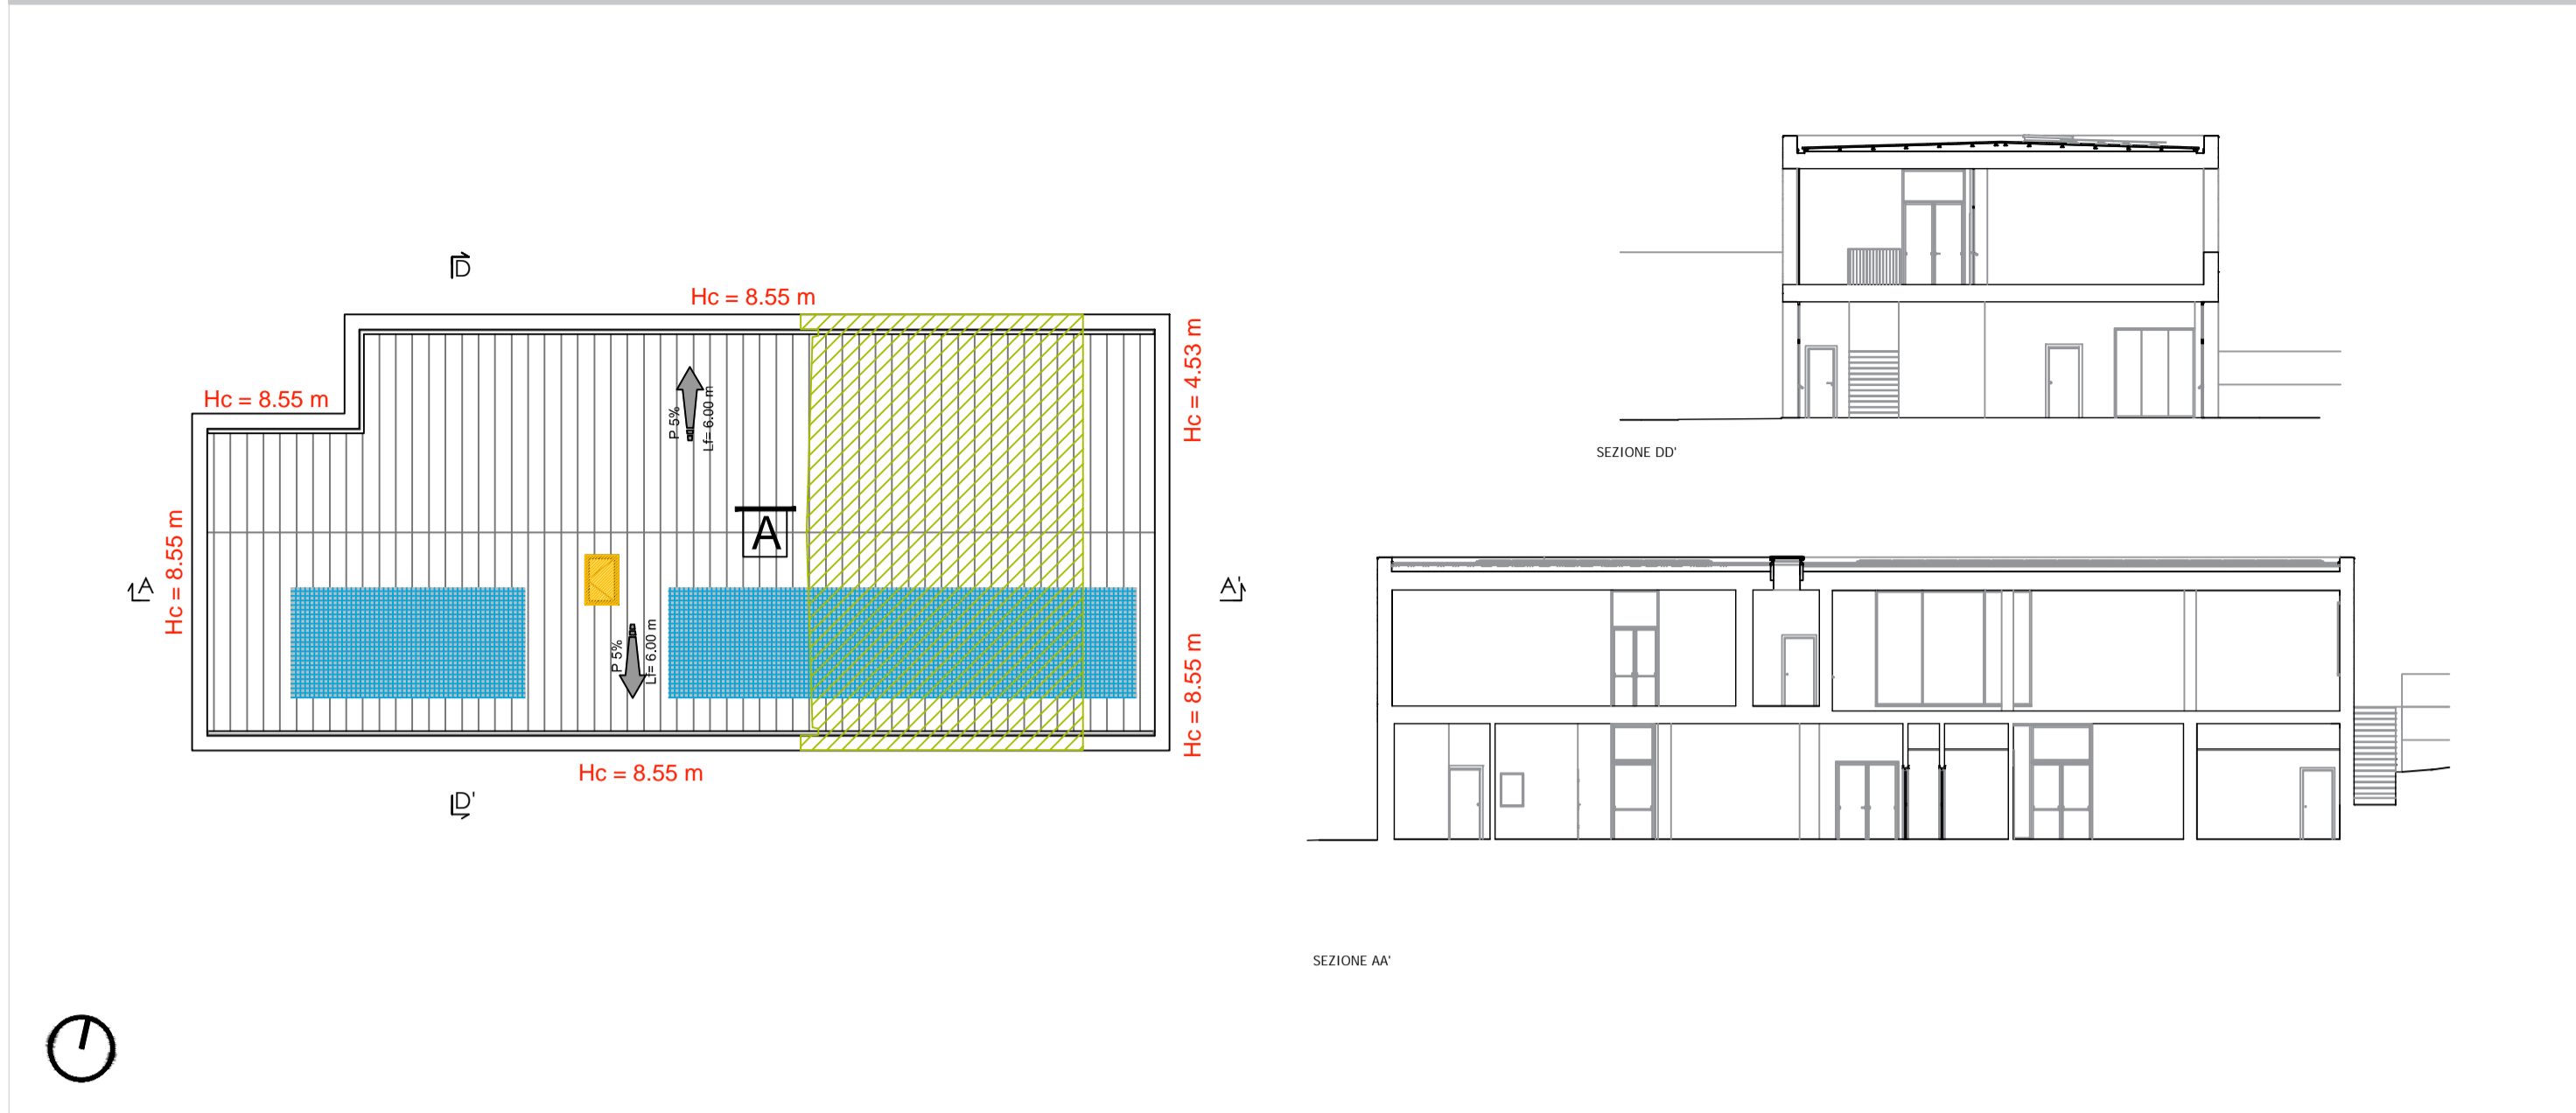 D
Hc = 8.55 m
Hc = 4.53 m
Hc = 8.55 m
P 5%
Lf= 6.00 m
A
A
A'
Hc = 8.55 m
P 5%
Lf= 6.00 m
Hc = 8.55 m
Hc = 8.55 m
D'
SEZIONE DD'
SEZIONE AA'